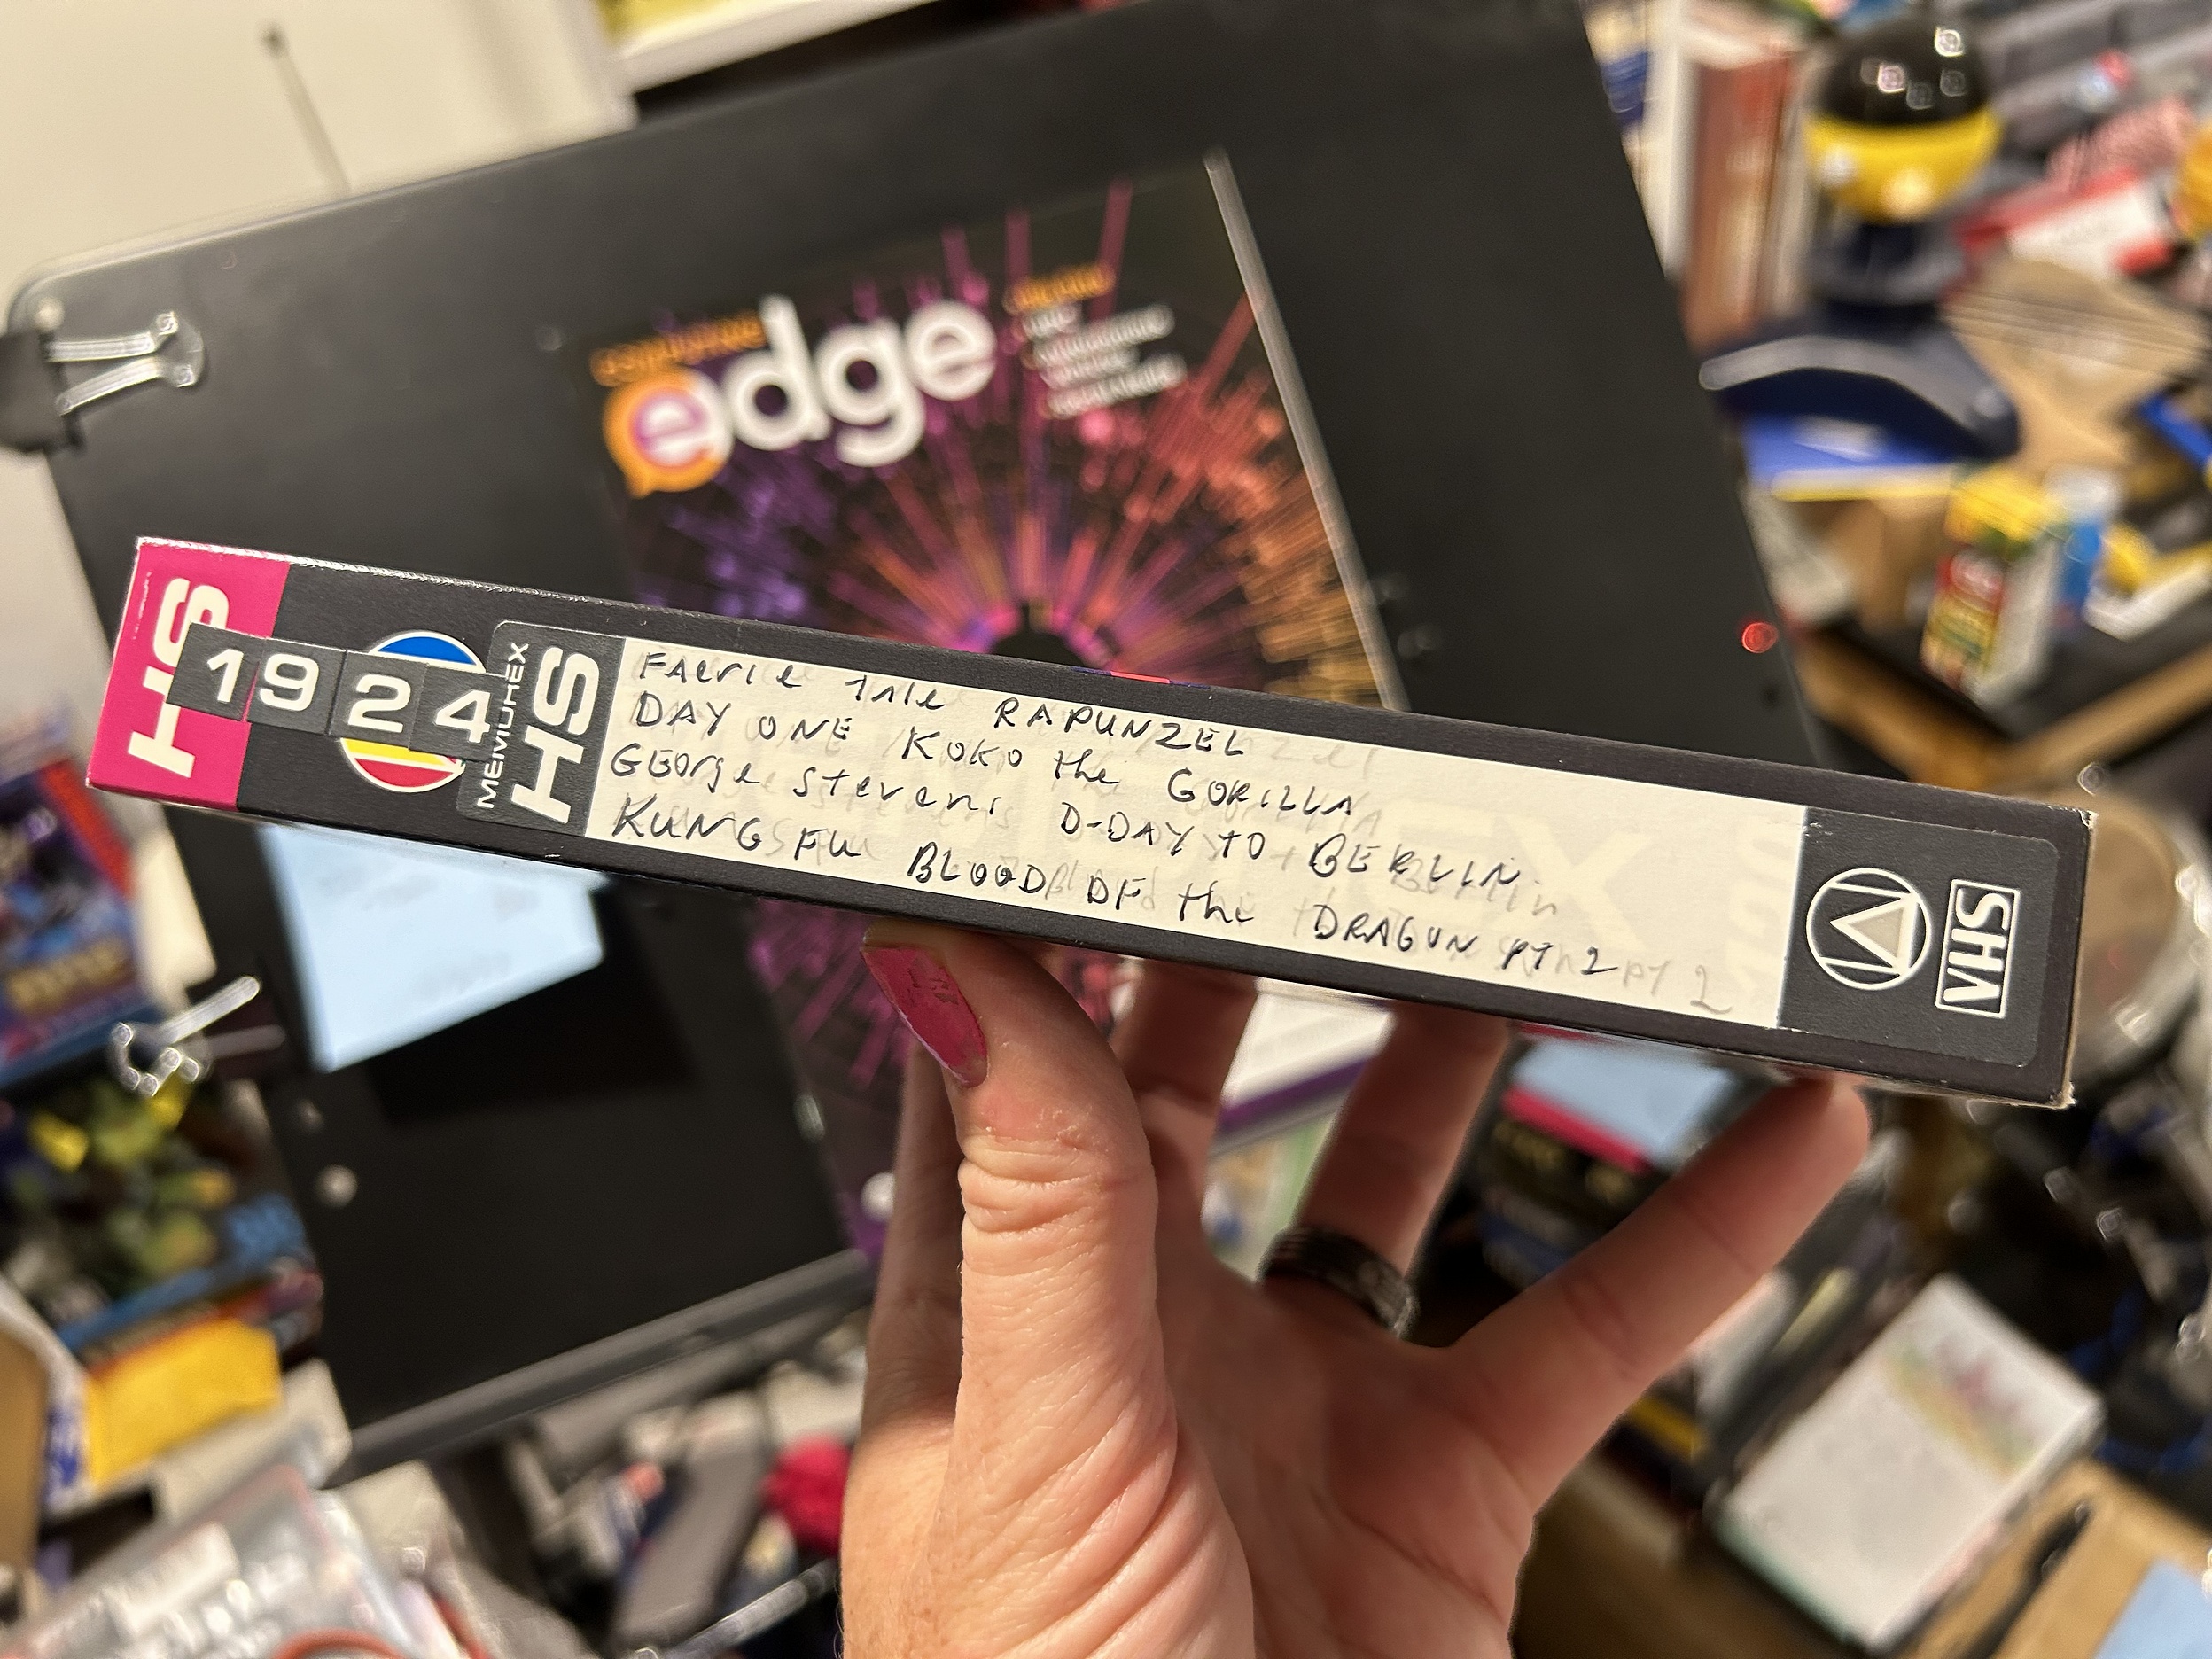 edge
HS
1924
MEMOREX
HS
FAerie TAle RAPUNZEL
DAY ONE KOKO the GORILLA
GEOrge Stevens D-DAY TO BERLIN
KUNG FU BLOOD OF the DRAGON PT 2
VHS